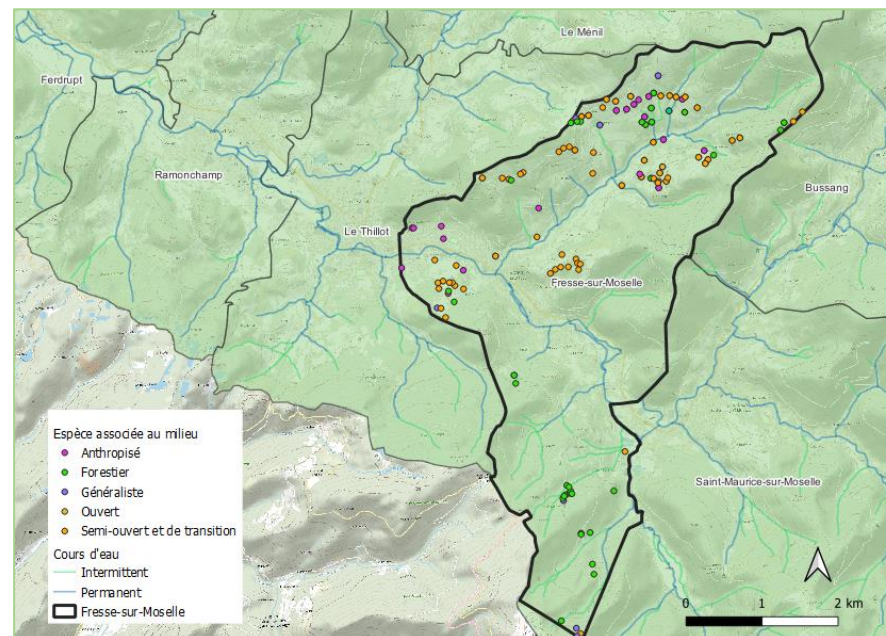 Le Ménil
Ferdrupt
Ramonchamp
Bussang
Le Thillot
Fresse-sur-Moselle
Saint-Maurice-sur-Moselle
Espèce associée au milieu
Anthropisé
Forestier
Généraliste
Ouvert
Semi-ouvert et de transition
Cours d'eau
Intermittent
Permanent
Fresse-sur-Moselle
0 1 2 km